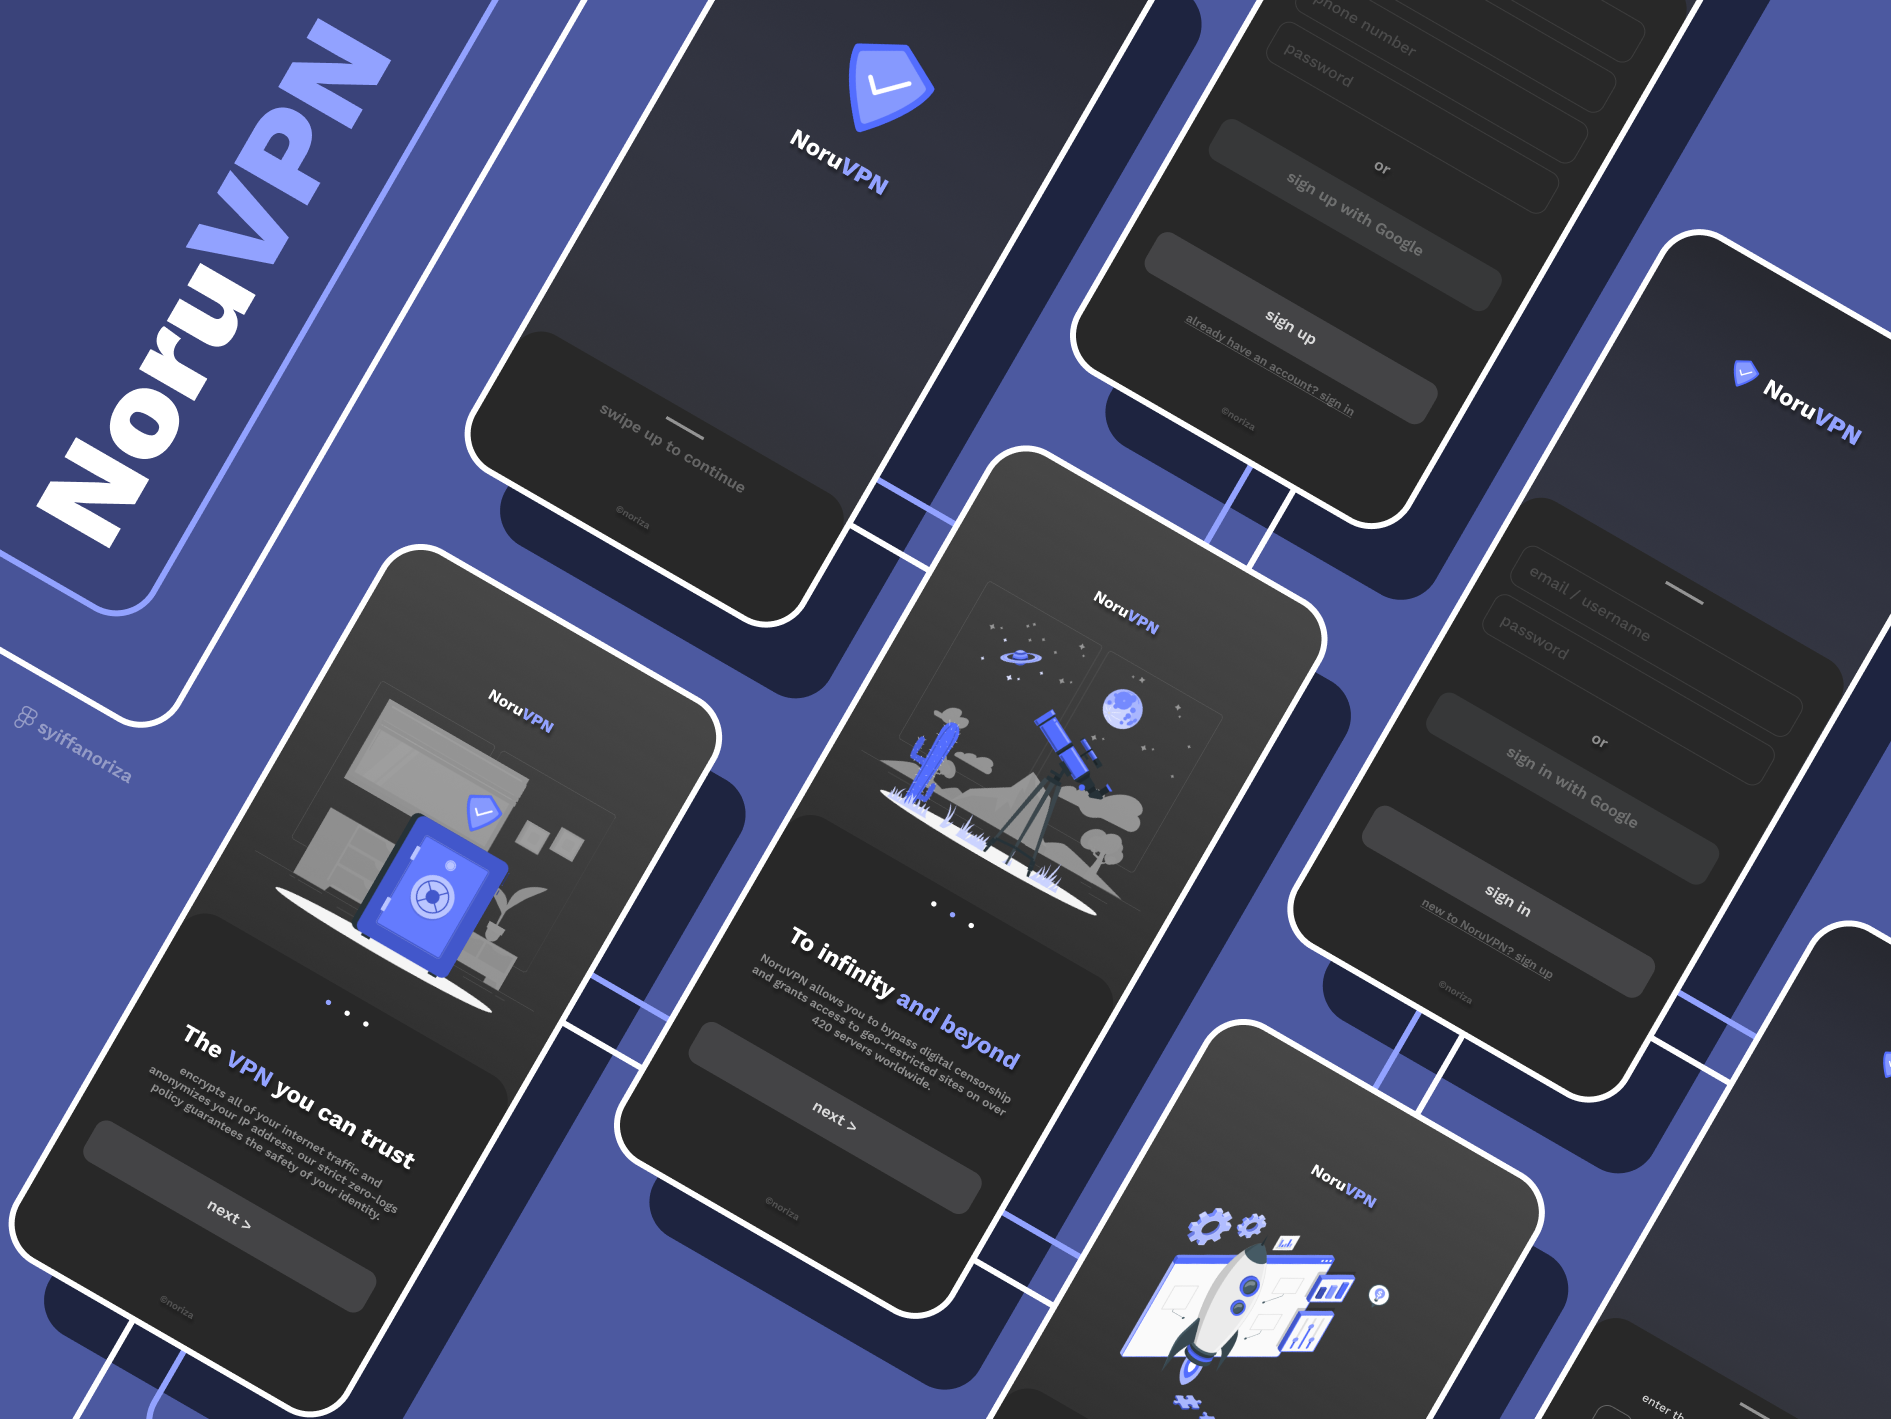 NoruVPN
syiffanoriza
NoruVPN
swipe up to continue
©noriza
phone number
password
or
sign up with Google
sign up
already have an account? sign in
©noriza
NoruVPN
email / username
password
or
sign in with Google
sign in
new to NoruVPN? sign up
©noriza
NoruVPN
The VPN you can trust
encrypts all of your internet traffic and
anonymizes your IP address. our strict zero-logs
policy guarantees the safety of your identity.
next >
©noriza
NoruVPN
To infinity and beyond
NoruVPN allows you to bypass digital censorship
and grants access to geo-restricted sites on over
420 servers worldwide.
next >
©noriza
NoruVPN
enter